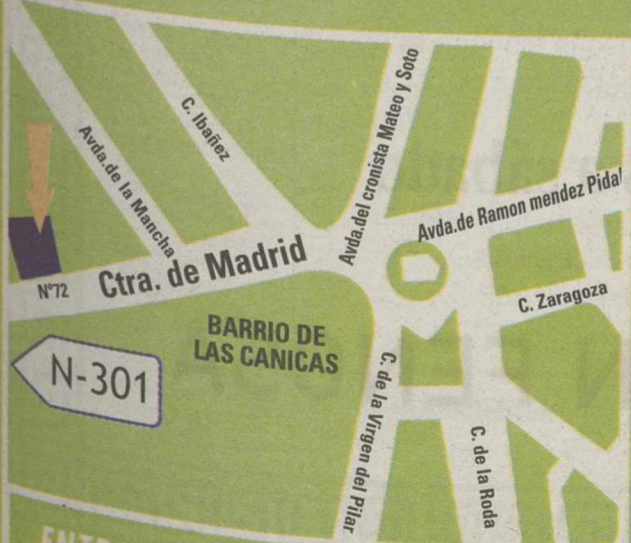 C. Ibañez
Avda.de la Mancha
Avda.del cronista Mateo y Soto
Avda.de Ramon mendez Pidal
Ctra. de Madrid
Nº72
C. Zaragoza
BARRIO DE
LAS CANICAS
N-301
C. de la Virgen del Pilar
C. de la Roda